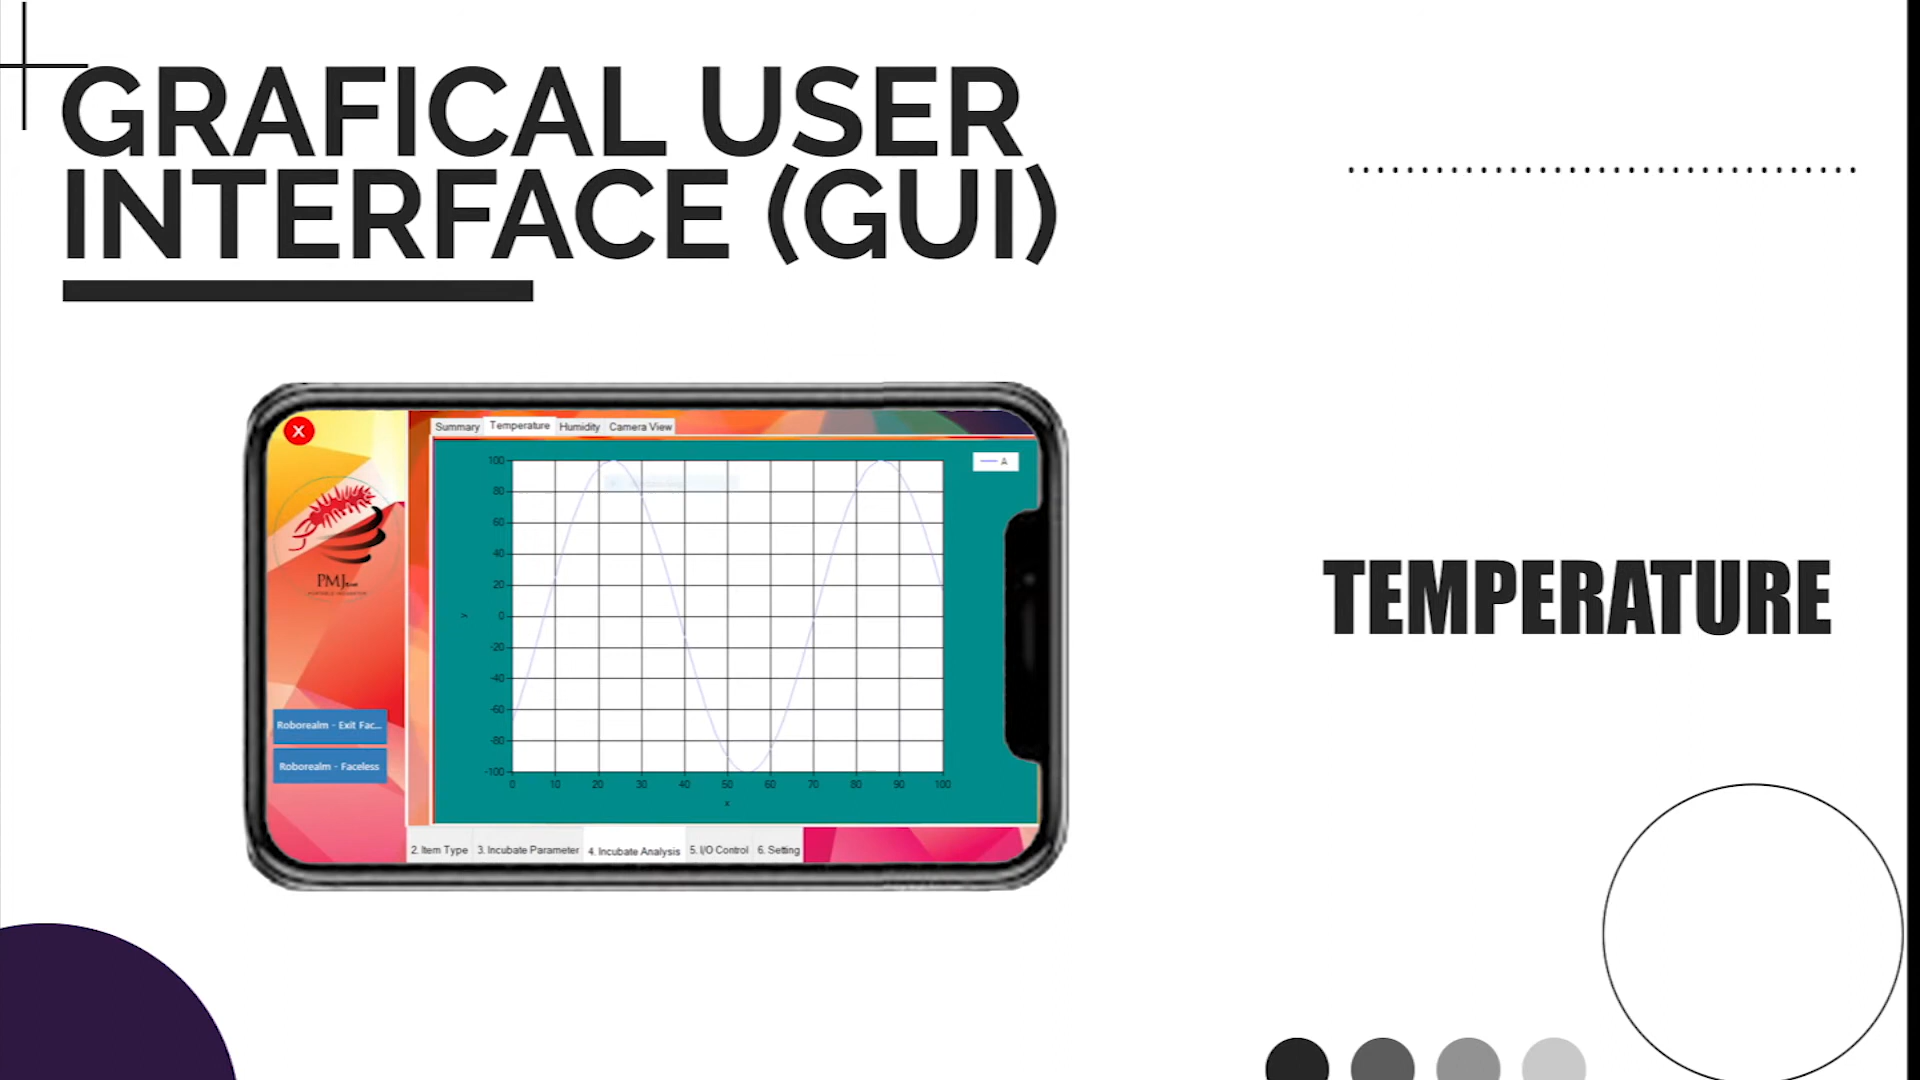 GRAFICAL USER
INTERFACE (GUI)
X
Summary Temperature Humidity Camera View
A
100
80
60
40
20
0
-20
-40
-60
-80
-100
y
0 10 20 30 40 50 60 70 80 90 100
x
PMJ
Roborealm - Exit Fac...
Roborealm - Faceless
2. Item Type 3. Incubate Parameter 4. Incubate Analysis 5. I/O Control 6. Setting
TEMPERATURE